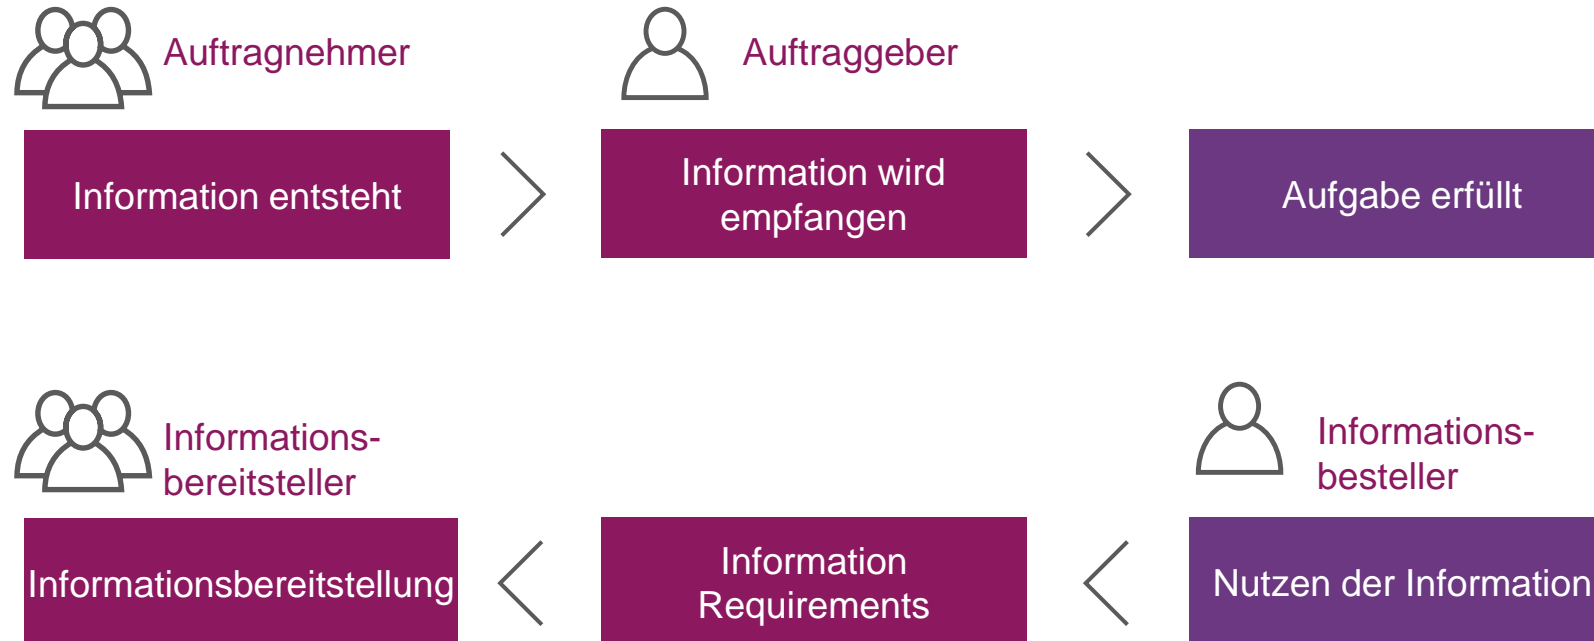 Auftragnehmer
Auftraggeber
Information entsteht
Information wird
empfangen
Aufgabe erfüllt
Informations-
bereitsteller
Informations-
besteller
Informationsbereitstellung
Information
Requirements
Nutzen der Information